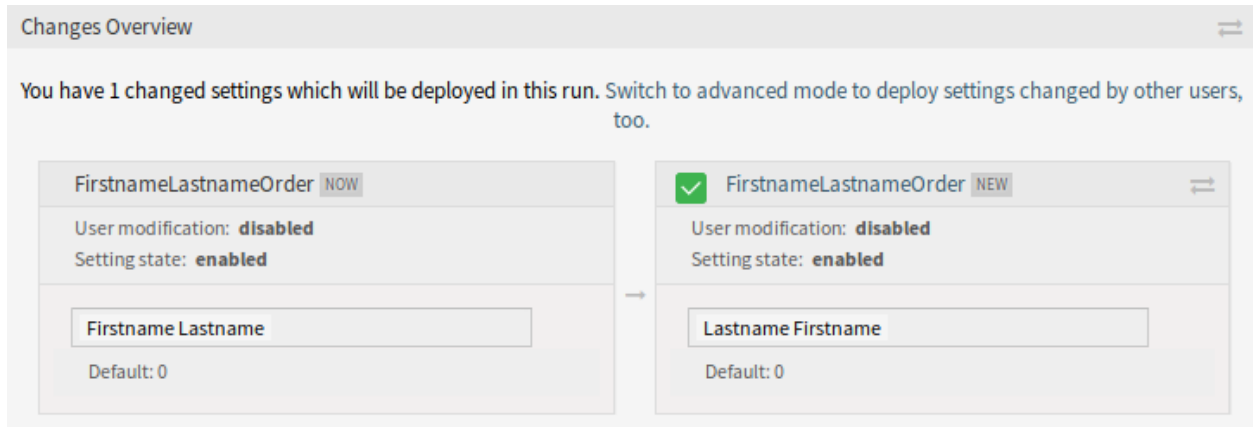 Changes Overview
You have 1 changed settings which will be deployed in this run. Switch to advanced mode to deploy settings changed by other users,
too.
FirstnameLastnameOrder NOW
User modification: disabled
Setting state: enabled
Firstname Lastname
Default: 0
FirstnameLastnameOrder NEW
User modification: disabled
Setting state: enabled
Lastname Firstname
Default: 0